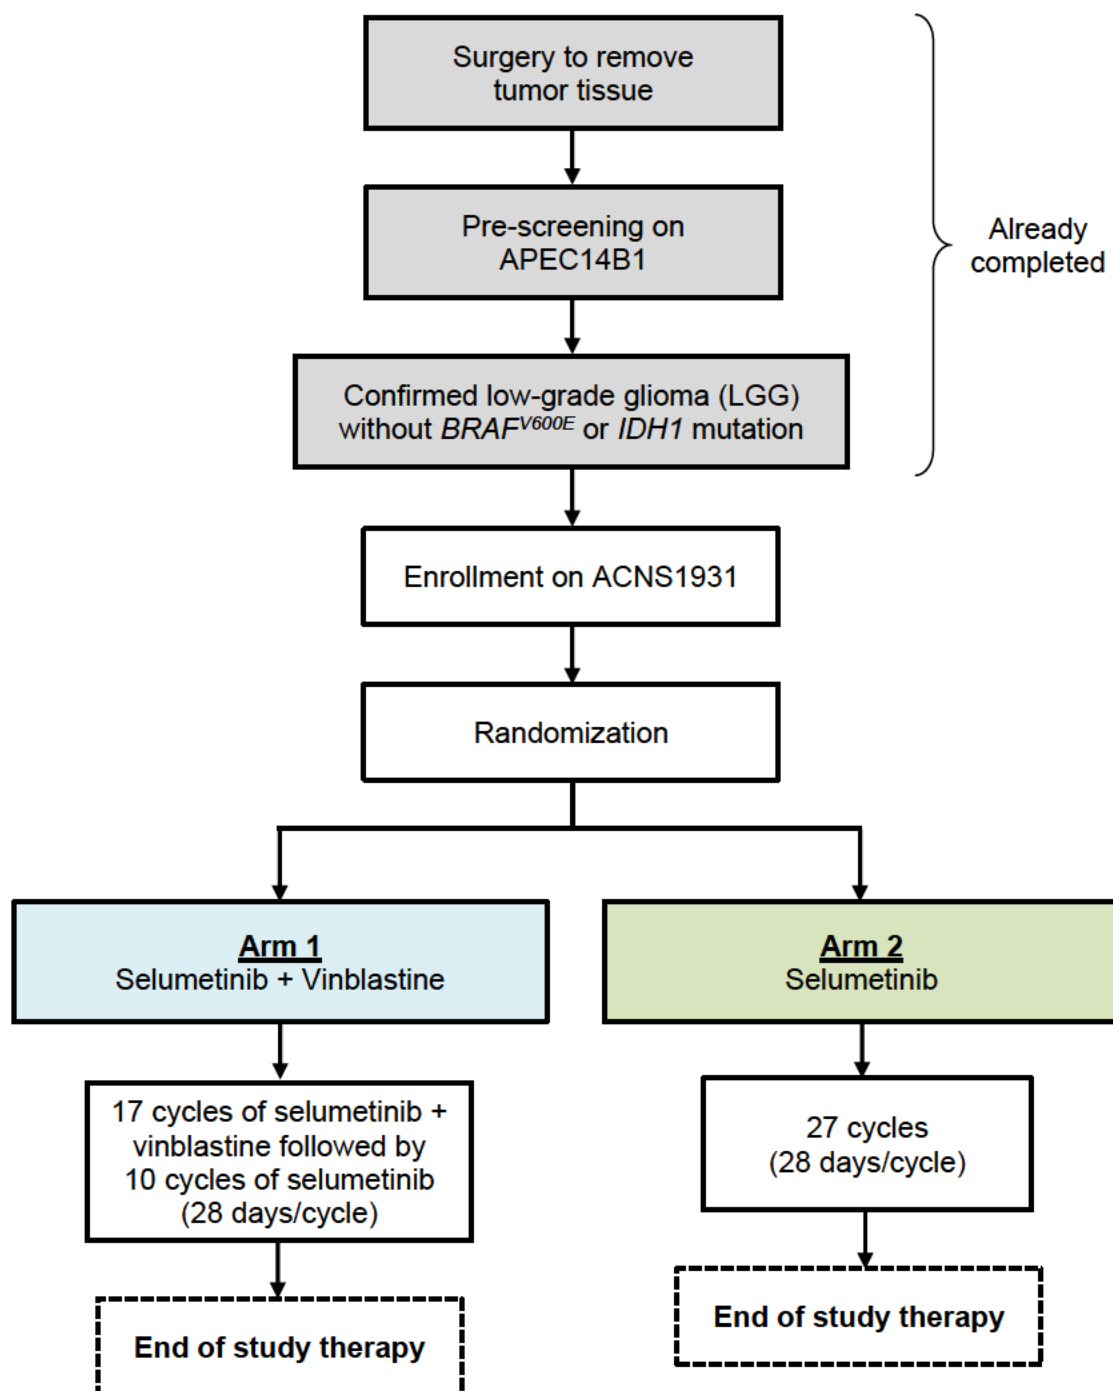 Surgery to remove
tumor tissue
Pre-screening on
APEC14B1
Already
completed
Confirmed low-grade glioma (LGG)
without BRAF^V600E or IDH1 mutation
Enrollment on ACNS1931
Randomization
Arm 1
Selumetinib + Vinblastine
Arm 2
Selumetinib
17 cycles of selumetinib +
vinblastine followed by
10 cycles of selumetinib
(28 days/cycle)
27 cycles
(28 days/cycle)
End of study therapy
End of study therapy